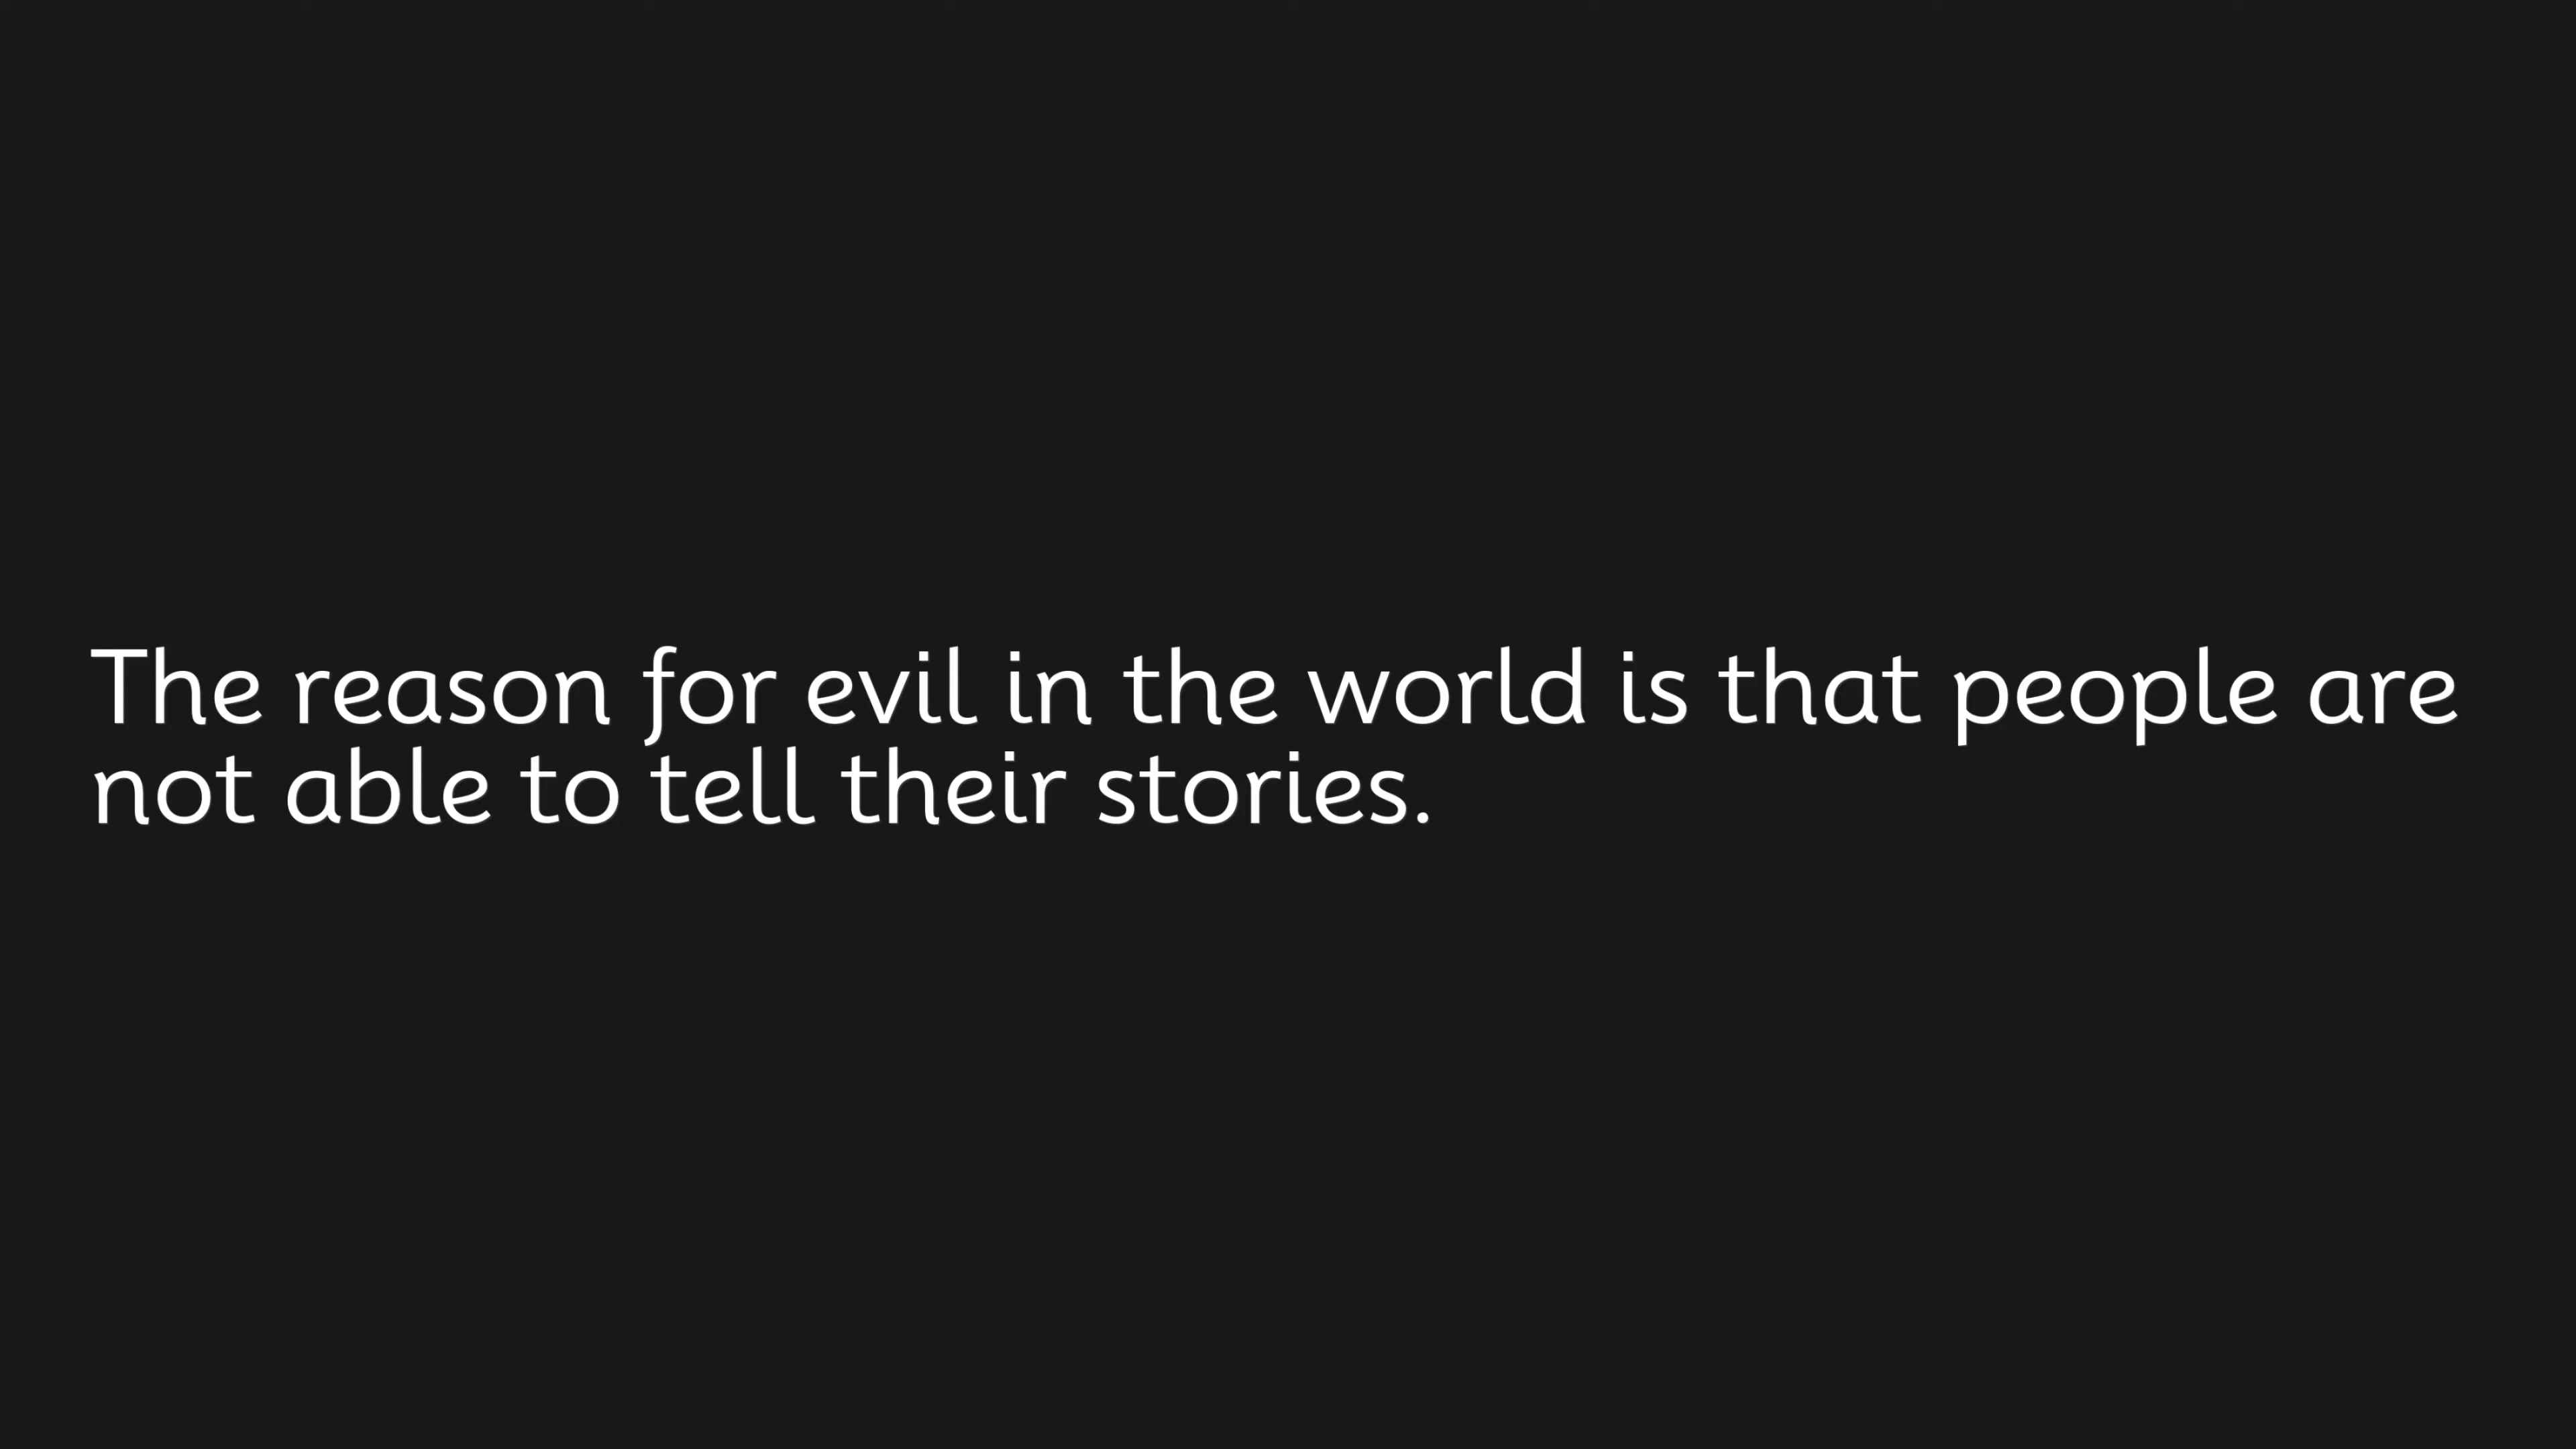 The reason for evil in the world is that people are
not able to tell their stories.